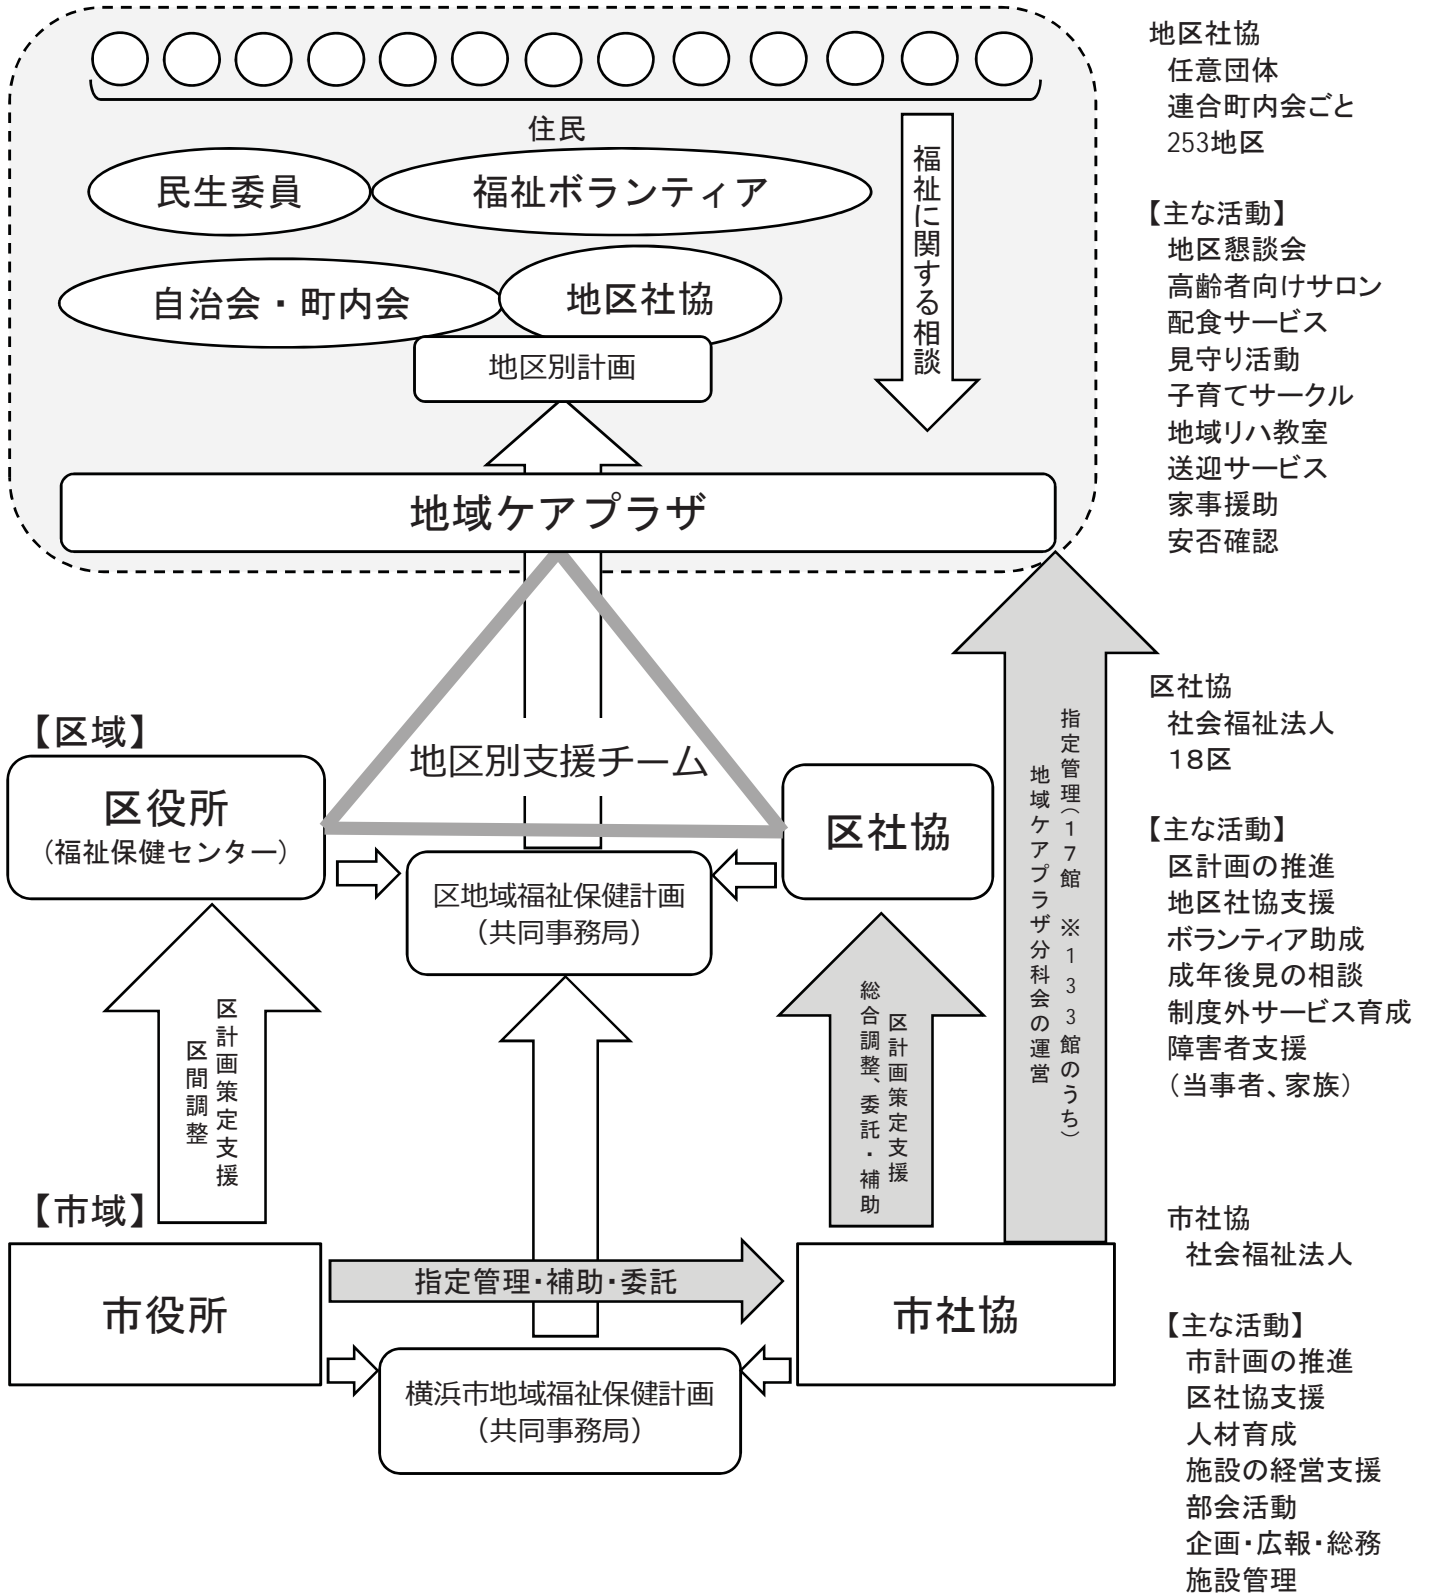 住民
民生委員
福祉ボランティア
自治会・町内会
地区社協
地区別計画
福祉に関する相談
地域ケアプラザ
地区別支援チーム
【区域】
区役所
（福祉保健センター）
区社協
区地域福祉保健計画
（共同事務局）
区計画策定支援
区間調整
区計画策定支援
総合調整、委託・補助
指定管理（１７館　※１３３館のうち）
地域ケアプラザ分科会の運営
【市域】
市役所
指定管理・補助・委託
市社協
横浜市地域福祉保健計画
（共同事務局）
地区社協
任意団体
連合町内会ごと
253地区
【主な活動】
地区懇談会
高齢者向けサロン
配食サービス
見守り活動
子育てサークル
地域リハ教室
送迎サービス
家事援助
安否確認
区社協
社会福祉法人
１８区
【主な活動】
区計画の推進
地区社協支援
ボランティア助成
成年後見の相談
制度外サービス育成
障害者支援
（当事者、家族）
市社協
社会福祉法人
【主な活動】
市計画の推進
区社協支援
人材育成
施設の経営支援
部会活動
企画・広報・総務
施設管理